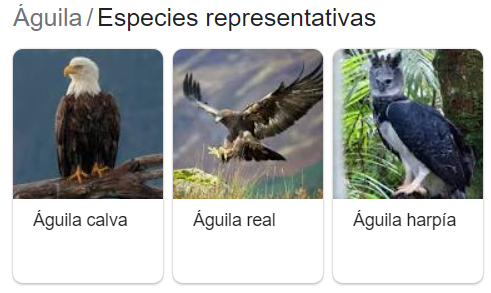 Águila / Especies representativas
Águila calva
Águila real
Águila harpía